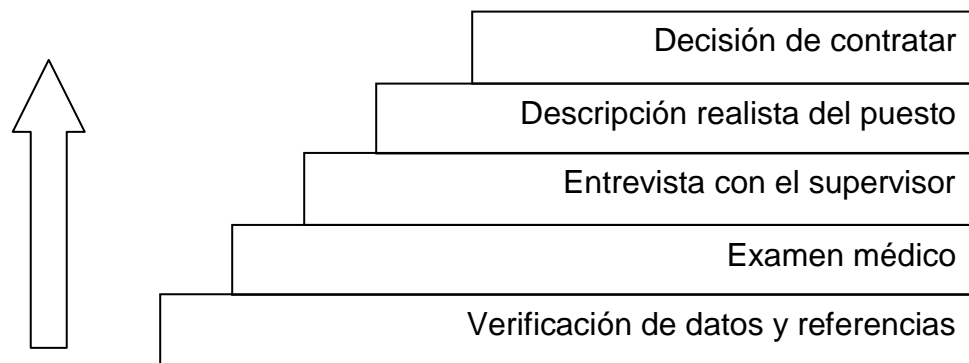 Decisión de contratar
Descripción realista del puesto
Entrevista con el supervisor
Examen médico
Verificación de datos y referencias